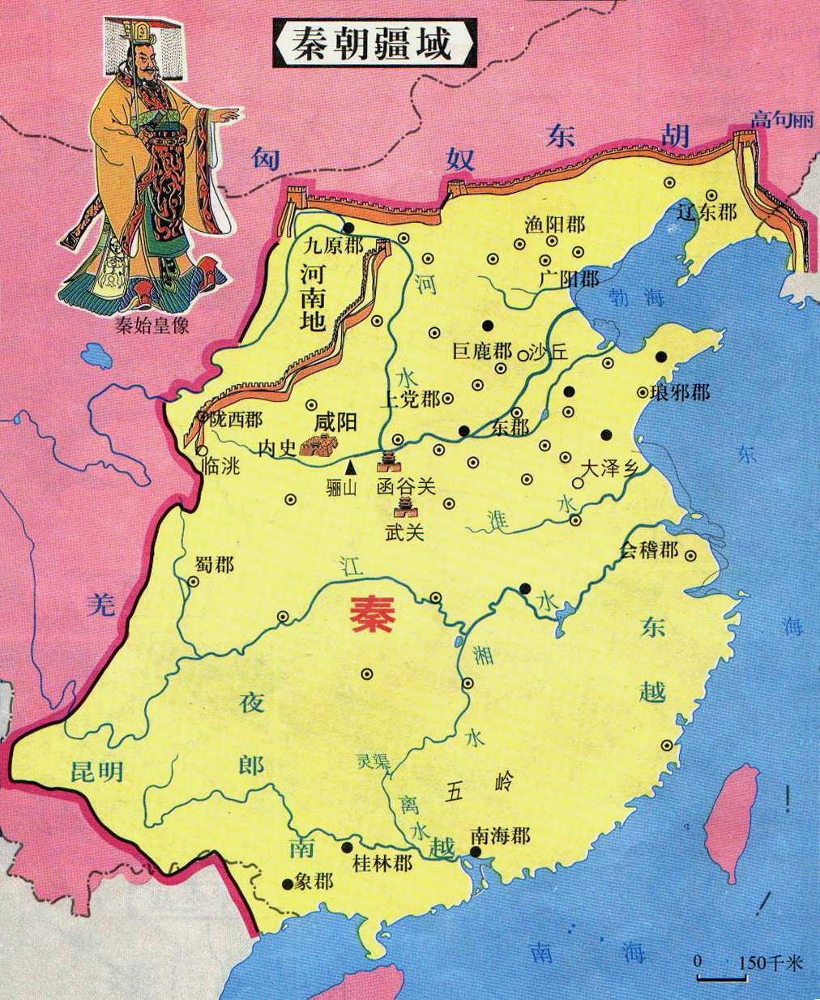 秦朝疆域
高句丽
东胡
匈奴
辽东郡
渔阳郡
九原郡
广阳郡
河南地
河
勃海
秦始皇像
巨鹿郡
沙丘
水
上党郡
琅邪郡
陇西郡
咸阳
东郡
内史
东
临洮
大泽乡
骊山
函谷关
水
淮
武关
会稽郡
蜀郡
江
羌
秦
水
东越
海
湘
夜郎
水
灵渠
昆明
五岭
离水
南越
南海郡
桂林郡
象郡
南海
0 150千米